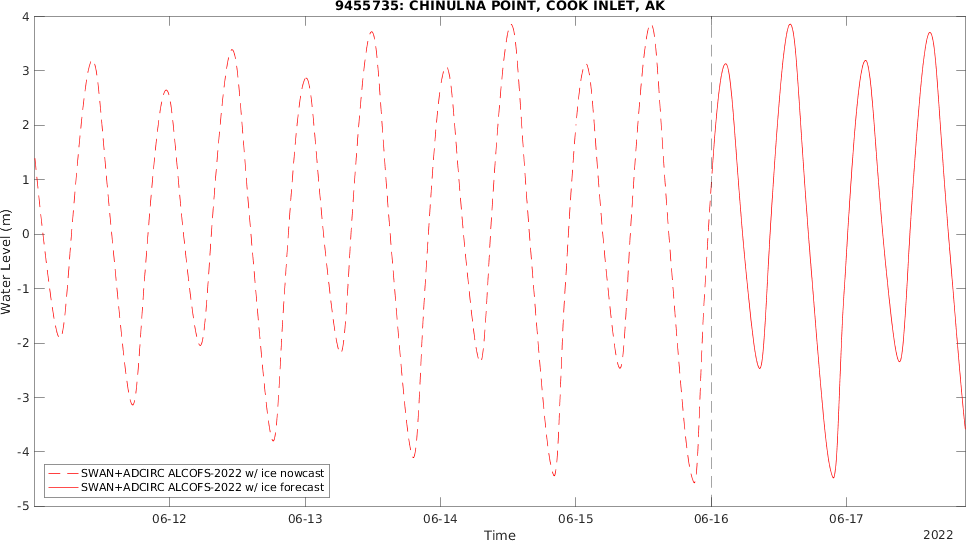 9455735: CHINULNA POINT, COOK INLET, AK
4
3
2
1
0
-1
-2
-3
-4
-5
Water Level (m)
SWAN+ADCIRC ALCOFS-2022 w/ ice nowcast
SWAN+ADCIRC ALCOFS-2022 w/ ice forecast
06-12 06-13 06-14 06-15 06-16 06-17
Time
2022